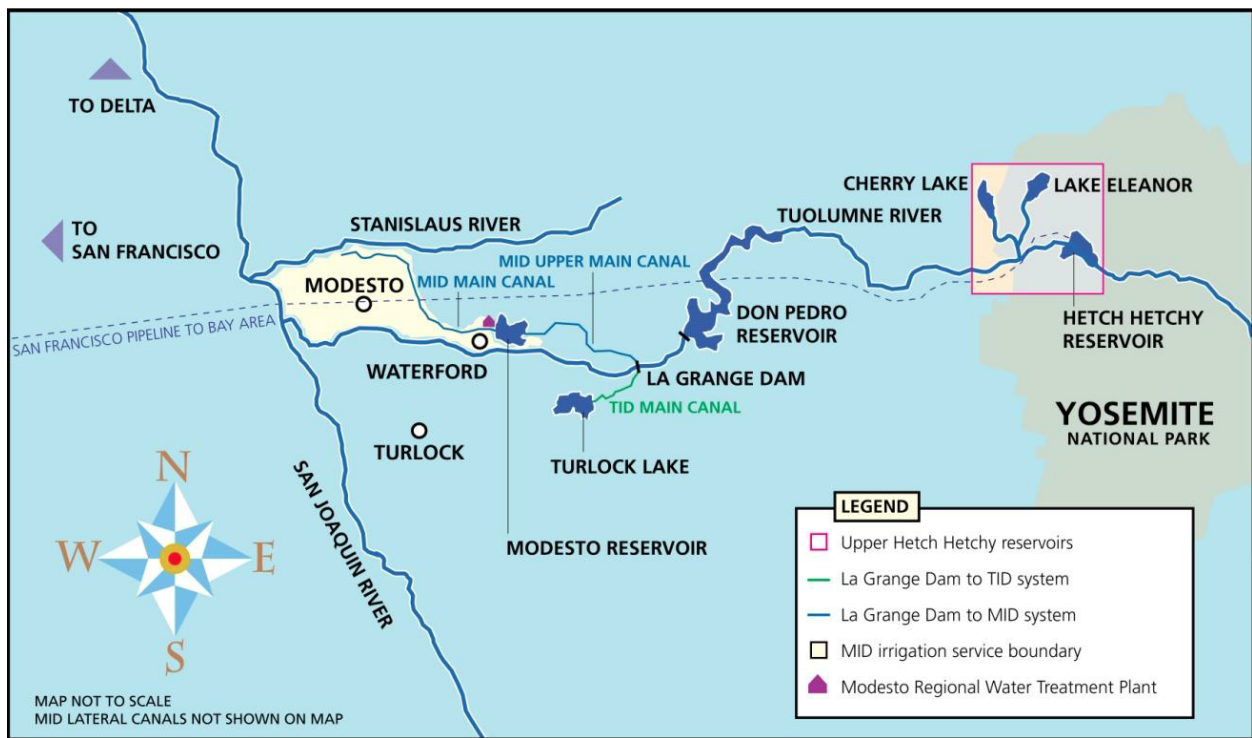 TO DELTA
TO
SAN FRANCISCO
STANISLAUS RIVER
MODESTO
MID MAIN CANAL
MID UPPER MAIN CANAL
SAN FRANCISCO PIPELINE TO BAY AREA
WATERFORD
TURLOCK
SAN JOAQUIN RIVER
LA GRANGE DAM
TID MAIN CANAL
TURLOCK LAKE
MODESTO RESERVOIR
DON PEDRO
RESERVOIR
TUOLUMNE RIVER
CHERRY LAKE
LAKE ELEANOR
HETCH HETCHY
RESERVOIR
YOSEMITE
NATIONAL PARK
N
W
E
S
MAP NOT TO SCALE
MID LATERAL CANALS NOT SHOWN ON MAP
LEGEND
Upper Hetch Hetchy reservoirs
La Grange Dam to TID system
La Grange Dam to MID system
MID irrigation service boundary
Modesto Regional Water Treatment Plant